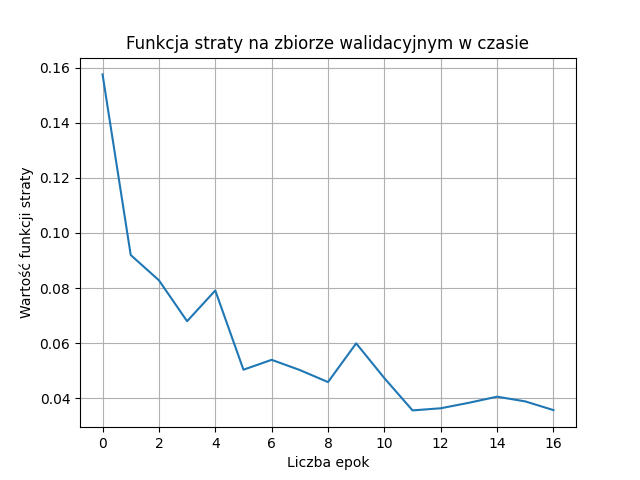 Funkcja straty na zbiorze walidacyjnym w czasie
0.16
0.14
0.12
0.10
0.08
0.06
0.04
Wartość funkcji straty
0 2 4 6 8 10 12 14 16
Liczba epok